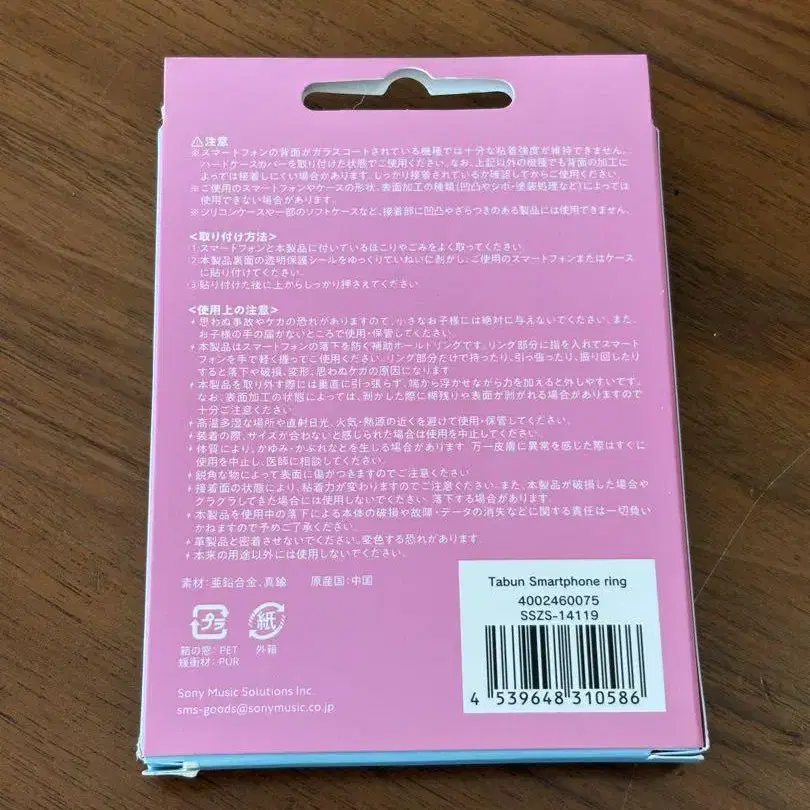 ⚠注意
※スマートフォンの背面がガラスコートされている機種では十分な粘着強度が維持できません。
ハードケースカバーを取り付けた状態でご使用ください。なお、上記以外の機種でも背面の加工に
よっては接着しにくい場合があります。しっかり接着されているか確認してからご使用ください。
※ご使用のスマートフォンやケースの形状、表面加工の種類(凹凸やシボ・塗装処理など)によっては
使用できない場合があります。
※シリコンケースや一部のソフトケースなど、接着部に凹凸やざらつきのある製品には使用できません。
<取り付け方法>
1.スマートフォンと本製品に付いているほこりやごみをよく取ってください。
2.本製品裏面の透明保護シールをゆっくりていねいに剥がし、ご使用のスマートフォンまたはケース
に貼り付けてください。
3.貼り付けた後に上からしっかり押さえてください。
<使用上の注意>
思わぬ事故やケガの恐れがありますので、小さなお子様には絶対に与えないでください。また、
お子様の手の届かないところで使用・保管してください。
本製品はスマートフォンの落下を防ぐ補助ホールドリングです。リング部分に指を入れてスマート
フォンを手で軽く握ってご使用ください。リング部分だけで持ったり、引っ張ったり、振り回したり
すると落下や破損、変形、思わぬケガの原因になります。
本製品を取り外す際には垂直に引っ張らず、端から浮かせながら力を加えると外しやすいです。
なお、表面加工の状態によっては、剥がした際に糊残りや表面が剥がれる場合がありますので
十分ご注意ください。
高温多湿な場所や直射日光、火気・熱源の近くを避けて使用・保管してください。
装着の際、サイズが合わないと感じられた場合は使用を中止してください。
体質により、かゆみ・かぶれなどを生じる場合があります。万一皮膚に異常を感じた際はすぐに
使用を中止し、医師に相談してください。
鋭角な物によって表面に傷がつきますのでご注意ください。
接着面の状態により、粘着力が変わりますのでご注意ください。また、本製品が破損した場合や
グラグラしてきた場合には使用しないでください。落下する場合があります。
本製品を使用中の落下による本体の破損や故障・データの消失などに関する責任は一切負い
かねますので予めご了承ください。
革製品と密着させないでください。変色する恐れがあります。
本来の用途以外には使用しないでください。
素材:亜鉛合金、真鍮 原産国:中国
プラ 紙
箱の窓:PET 外箱
緩衝材:PUR
Sony Music Solutions Inc.
sms-goods@sonymusic.co.jp
Tabun Smartphone ring
4002460075
SSZS-14119
4 539648 310586